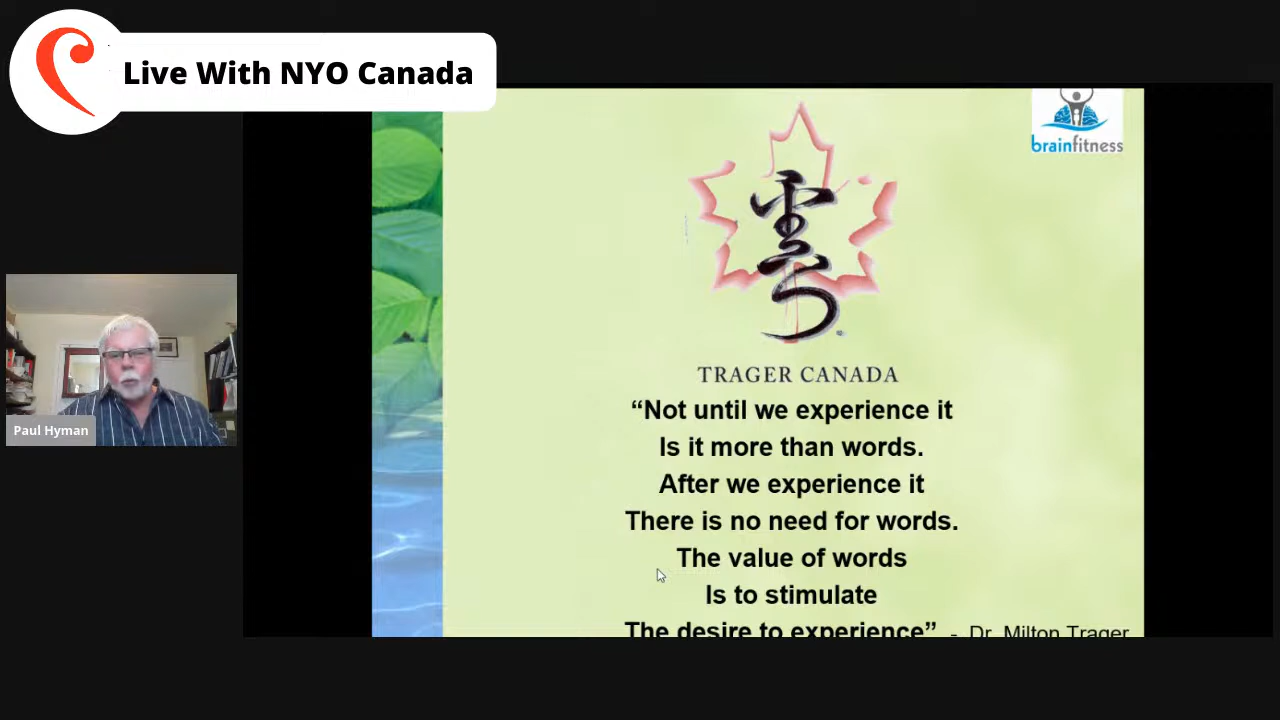 Live With NYO Canada
brainfitness
TRAGER CANADA
“Not until we experience it
Is it more than words.
After we experience it
There is no need for words.
The value of words
Is to stimulate
The desire to experience” - Dr. Milton Trager
Paul Hyman